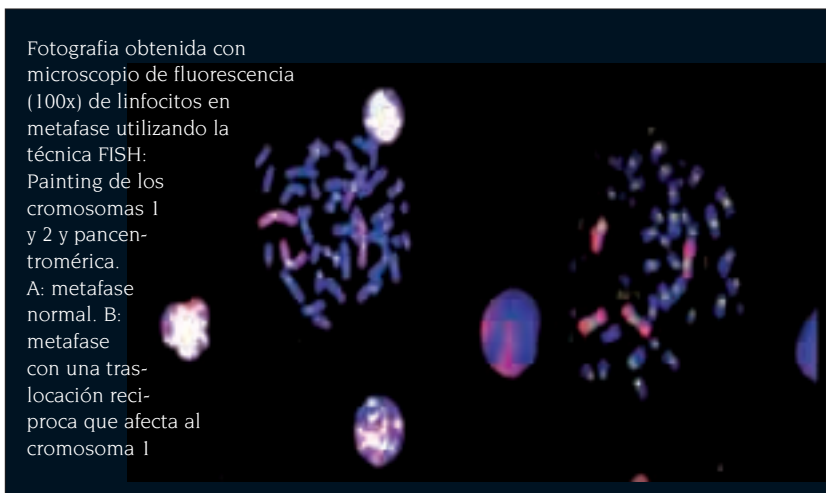 Fotografia obtenida con
microscopio de fluorescencia
(100x) de linfocitos en
metafase utilizando la
técnica FISH:
Painting de los
cromosomas 1
y 2 y pancen-
tromérica.
A: metafase
normal. B:
metafase
con una tras-
locación reci-
proca que afecta al
cromosoma 1